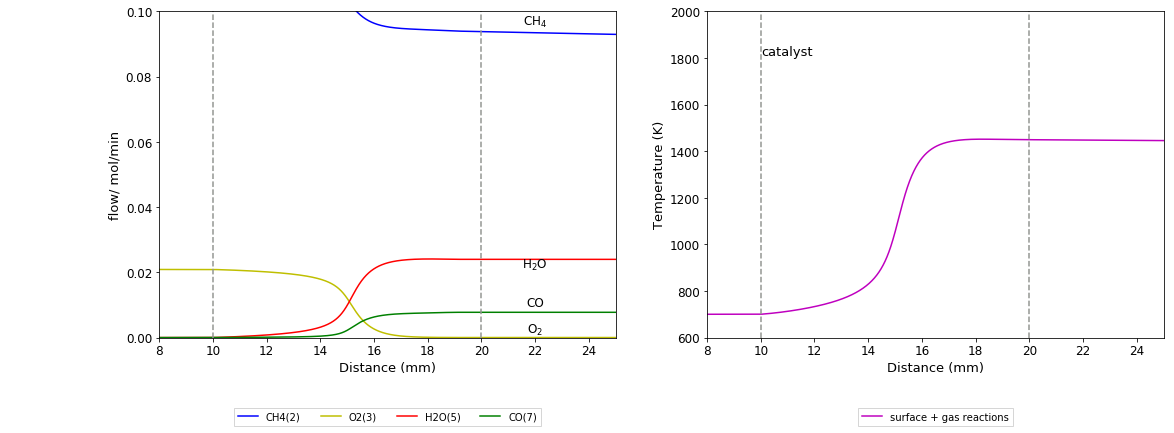 0.10
0.08
0.06
0.04
0.02
0.00
flow/ mol/min
CH4
H2O
CO
O2
8 10 12 14 16 18 20 22 24
Distance (mm)
CH4(2) O2(3) H2O(5) CO(7)
2000
1800
1600
1400
1200
1000
800
600
Temperature (K)
catalyst
8 10 12 14 16 18 20 22 24
Distance (mm)
surface + gas reactions